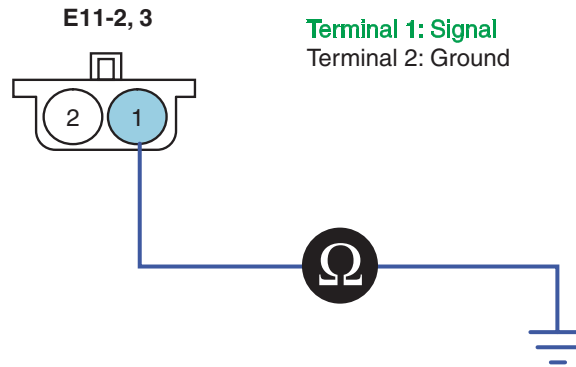 E11-2, 3
Terminal 1: Signal
Terminal 2: Ground
2 1
Ω